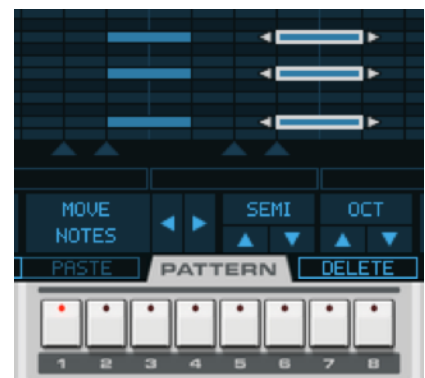 MOVE NOTES
SEMI
OCT
PASTE
PATTERN
DELETE
1 2 3 4 5 6 7 8